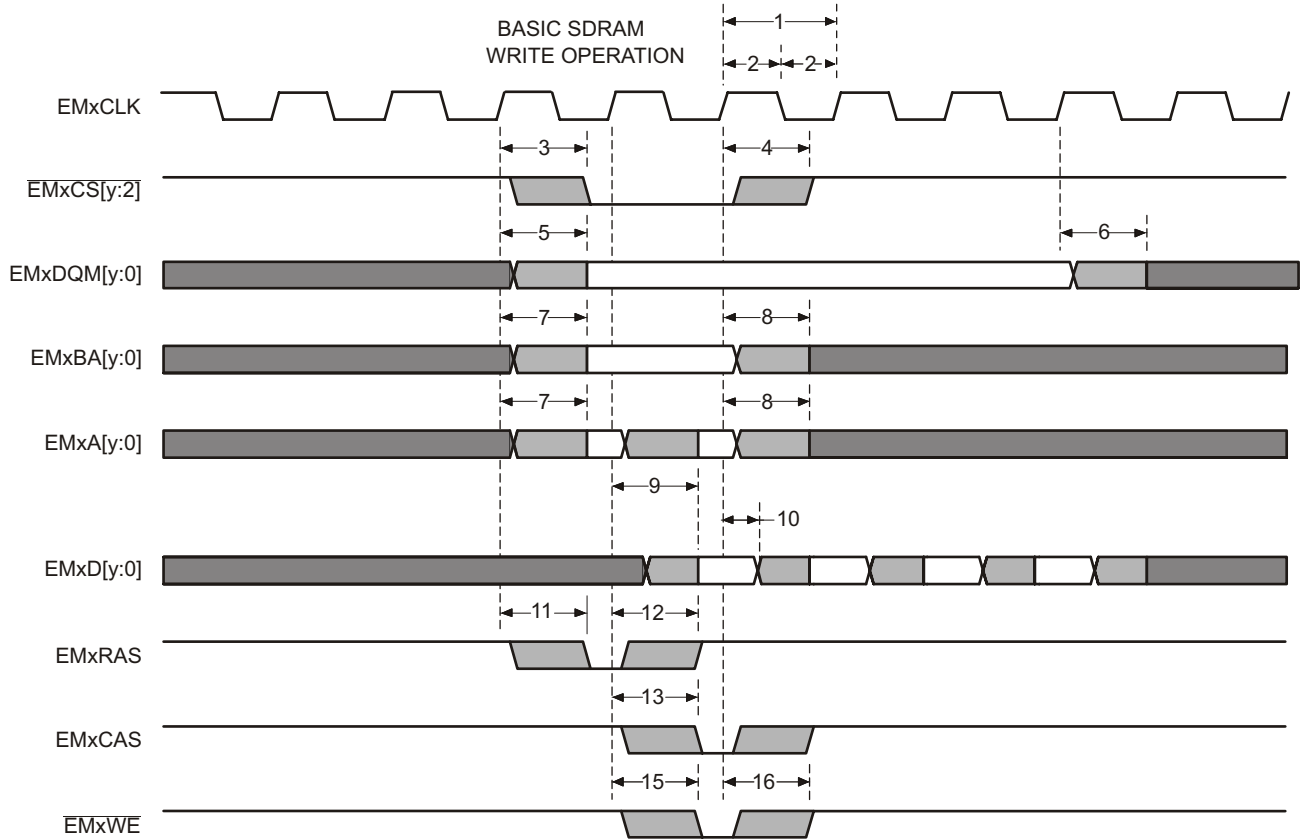 BASIC SDRAM
WRITE OPERATION
1
2 2
EMxCLK
3 4
EMxCS[y:2]
5 6
EMxDQM[y:0]
7 8
EMxBA[y:0]
7 8
EMxA[y:0]
9
10
EMxD[y:0]
11 12
EMxRAS
13
EMxCAS
15 16
EMxWE